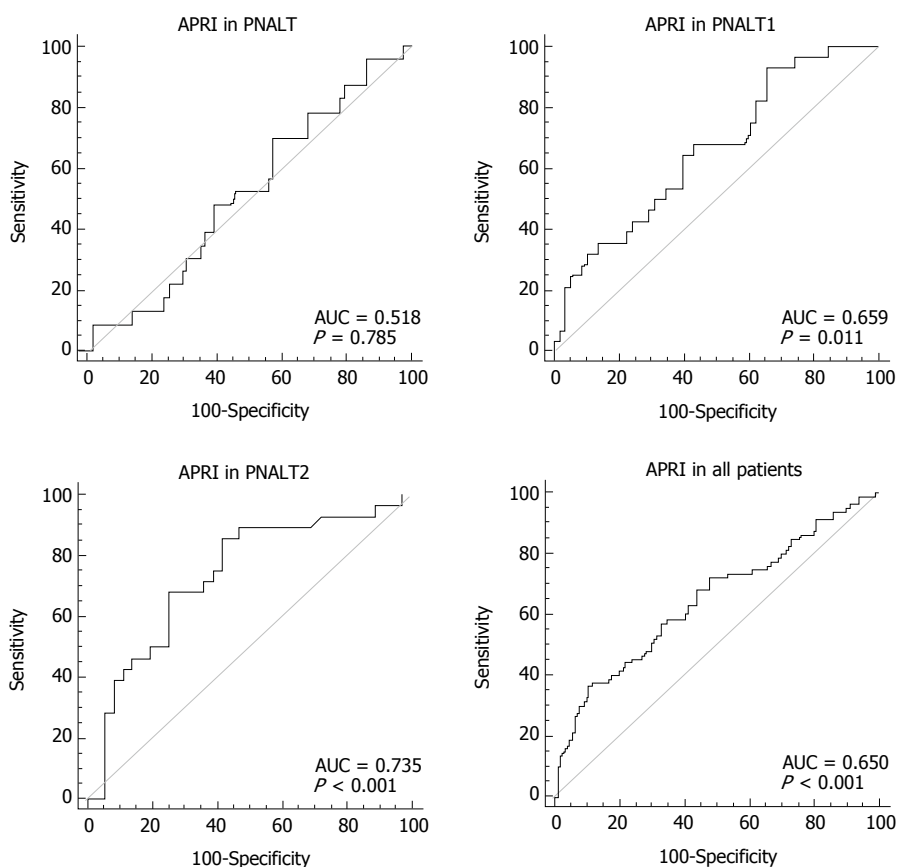 APRI in PNALT
100
80
60
40
20
0
Sensitivity
AUC = 0.518
P = 0.785
0 20 40 60 80 100
100-Specificity
APRI in PNALT1
100
80
60
40
20
0
Sensitivity
AUC = 0.659
P = 0.011
0 20 40 60 80 100
100-Specificity
APRI in PNALT2
100
80
60
40
20
0
Sensitivity
AUC = 0.735
P < 0.001
0 20 40 60 80 100
100-Specificity
APRI in all patients
100
80
60
40
20
0
Sensitivity
AUC = 0.650
P < 0.001
0 20 40 60 80 100
100-Specificity